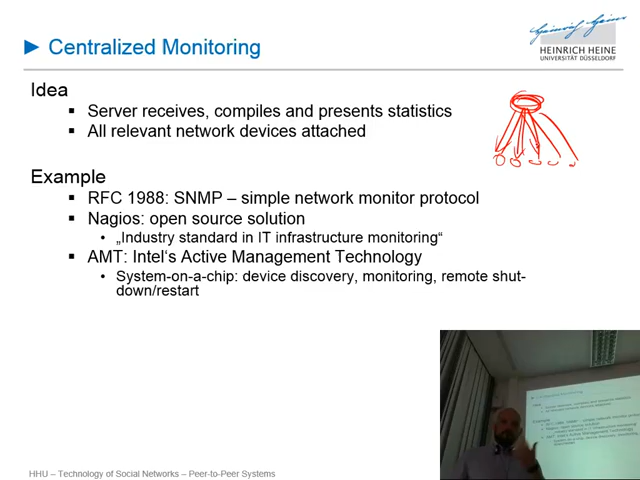 Heinrich Heine
HEINRICH HEINE
UNIVERSITÄT DÜSSELDORF
Centralized Monitoring
Idea
Server receives, compiles and presents statistics
All relevant network devices attached
Example
RFC 1988: SNMP – simple network monitor protocol
Nagios: open source solution
„Industry standard in IT infrastructure monitoring“
AMT: Intel's Active Management Technology
System-on-a-chip: device discovery, monitoring, remote shut-
down/restart
HHU – Technology of Social Networks – Peer-to-Peer Systems